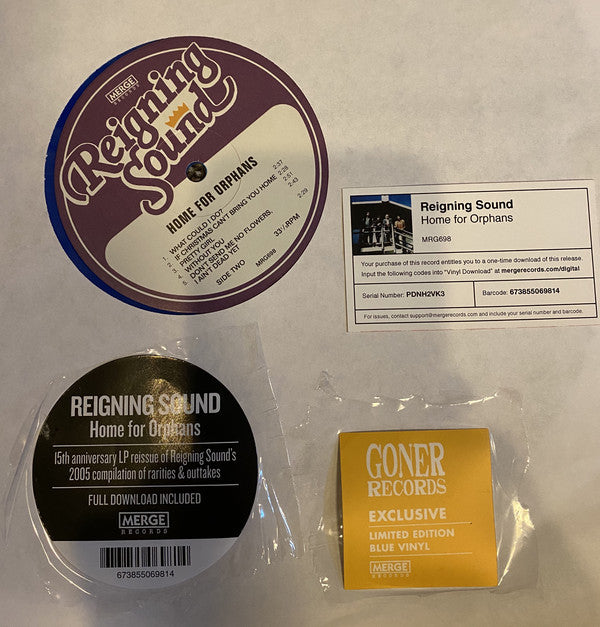 MERGE
RECORDS
Reigning
Sound
HOME FOR ORPHANS
1. WHAT COULD I DO? 2:37
2. IF CHRISTMAS CAN'T BRING YOU HOME 2:28
3. PRETTY GIRL 2:51
4. WITHOUT YOU 2:43
5. DON'T SEND ME NO FLOWERS,
I AIN'T DEAD YET 2:29
SIDE TWO MRG698 33⅓ RPM
Reigning Sound
Home for Orphans
MRG698
Your purchase of this record entitles you to a one-time download of this release.
Input the following codes into "Vinyl Download" at mergerecords.com/digital
Serial Number: PDNH2VK3 Barcode: 673855069814
For issues, contact support@mergerecords.com and include your serial number and barcode.
REIGNING SOUND
Home for Orphans
15th anniversary LP reissue of Reigning Sound's
2005 compilation of rarities & outtakes
FULL DOWNLOAD INCLUDED
MERGE
RECORDS
673855069814
GONER
RECORDS
EXCLUSIVE
LIMITED EDITION
BLUE VINYL
MERGE
RECORDS